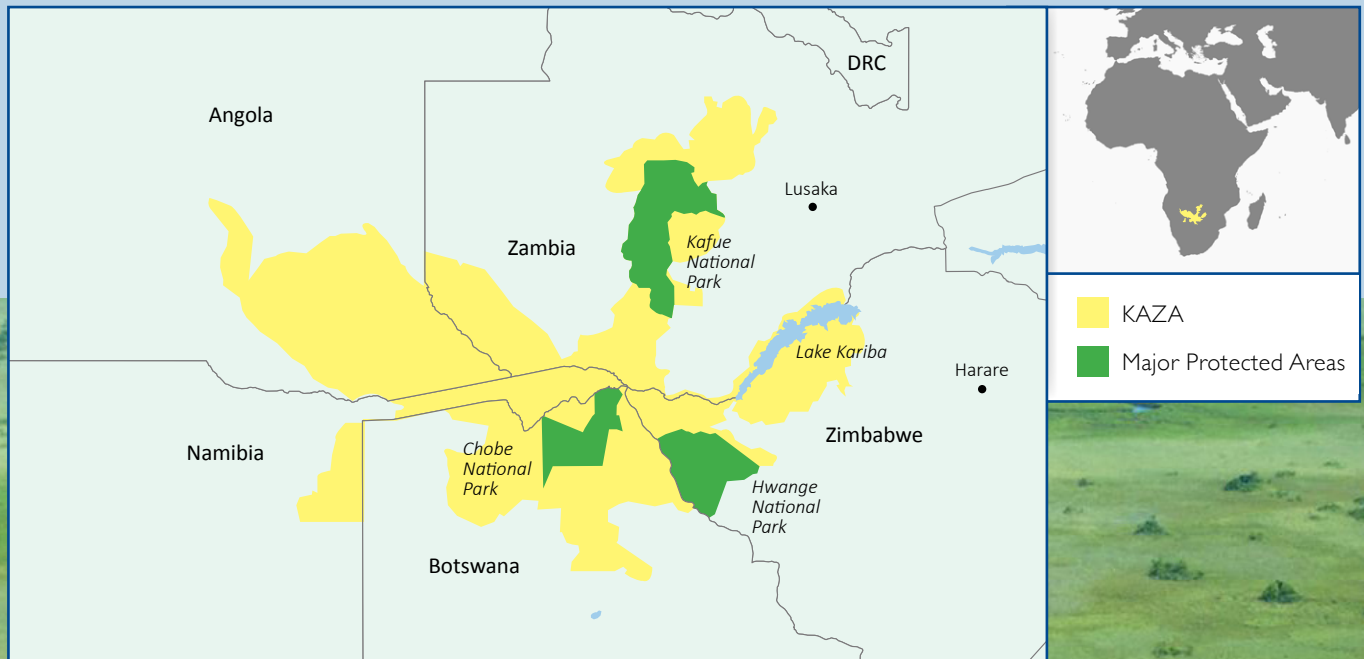 DRC
Angola
Lusaka
Zambia
Kafue
National
Park
Lake Kariba
Harare
Zimbabwe
Namibia
Chobe
National
Park
Hwange
National
Park
Botswana
KAZA
Major Protected Areas